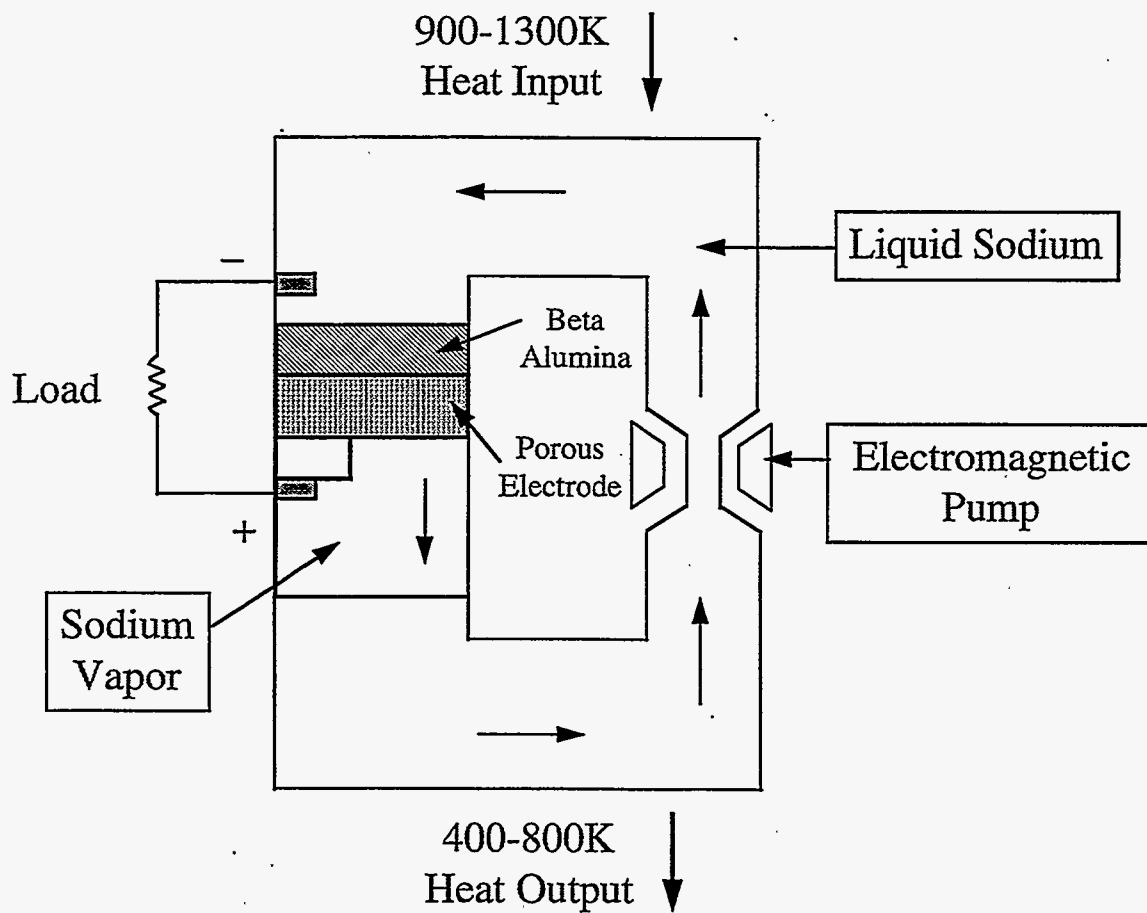 900-1300K
Heat Input
Liquid Sodium
−
Beta
Alumina
Load
Porous
Electrode
Electromagnetic
Pump
+
Sodium
Vapor
400-800K
Heat Output